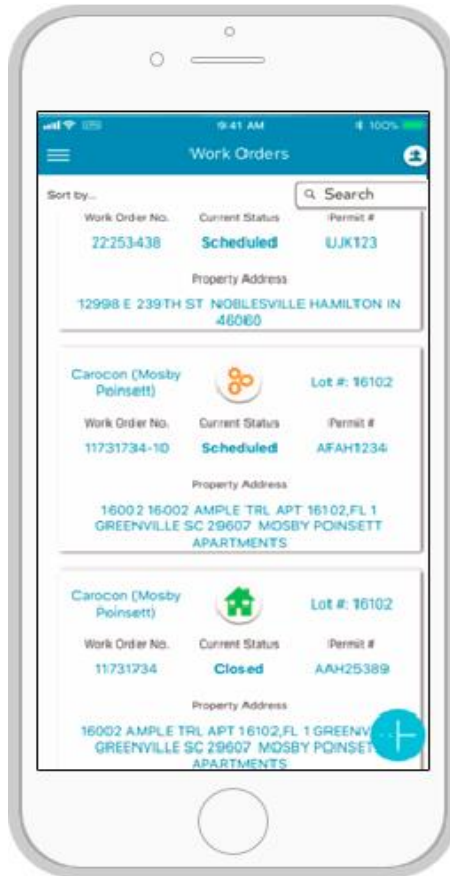 9:41 AM
100%
Work Orders
Sort by...
Search
Work Order No. Current Status Permit #
22253438 Scheduled UJK123
Property Address
12998 E 239TH ST NOBLESVILLE HAMILTON IN
46060
Carocon (Mosby
Poinsett)
Lot #: 16102
Work Order No. Current Status Permit #
11731734-10 Scheduled AFAH1234
Property Address
16002 16002 AMPLE TRL APT 16102,FL 1
GREENVILLE SC 29607 MOSBY POINSETT
APARTMENTS
Carocon (Mosby
Poinsett)
Lot #: 16102
Work Order No. Current Status Permit #
11731734 Closed AAH25389
Property Address
16002 AMPLE TRL APT 16102,FL 1 GREENV
GREENVILLE SC 29607 MOSBY POINSET
APARTMENTS